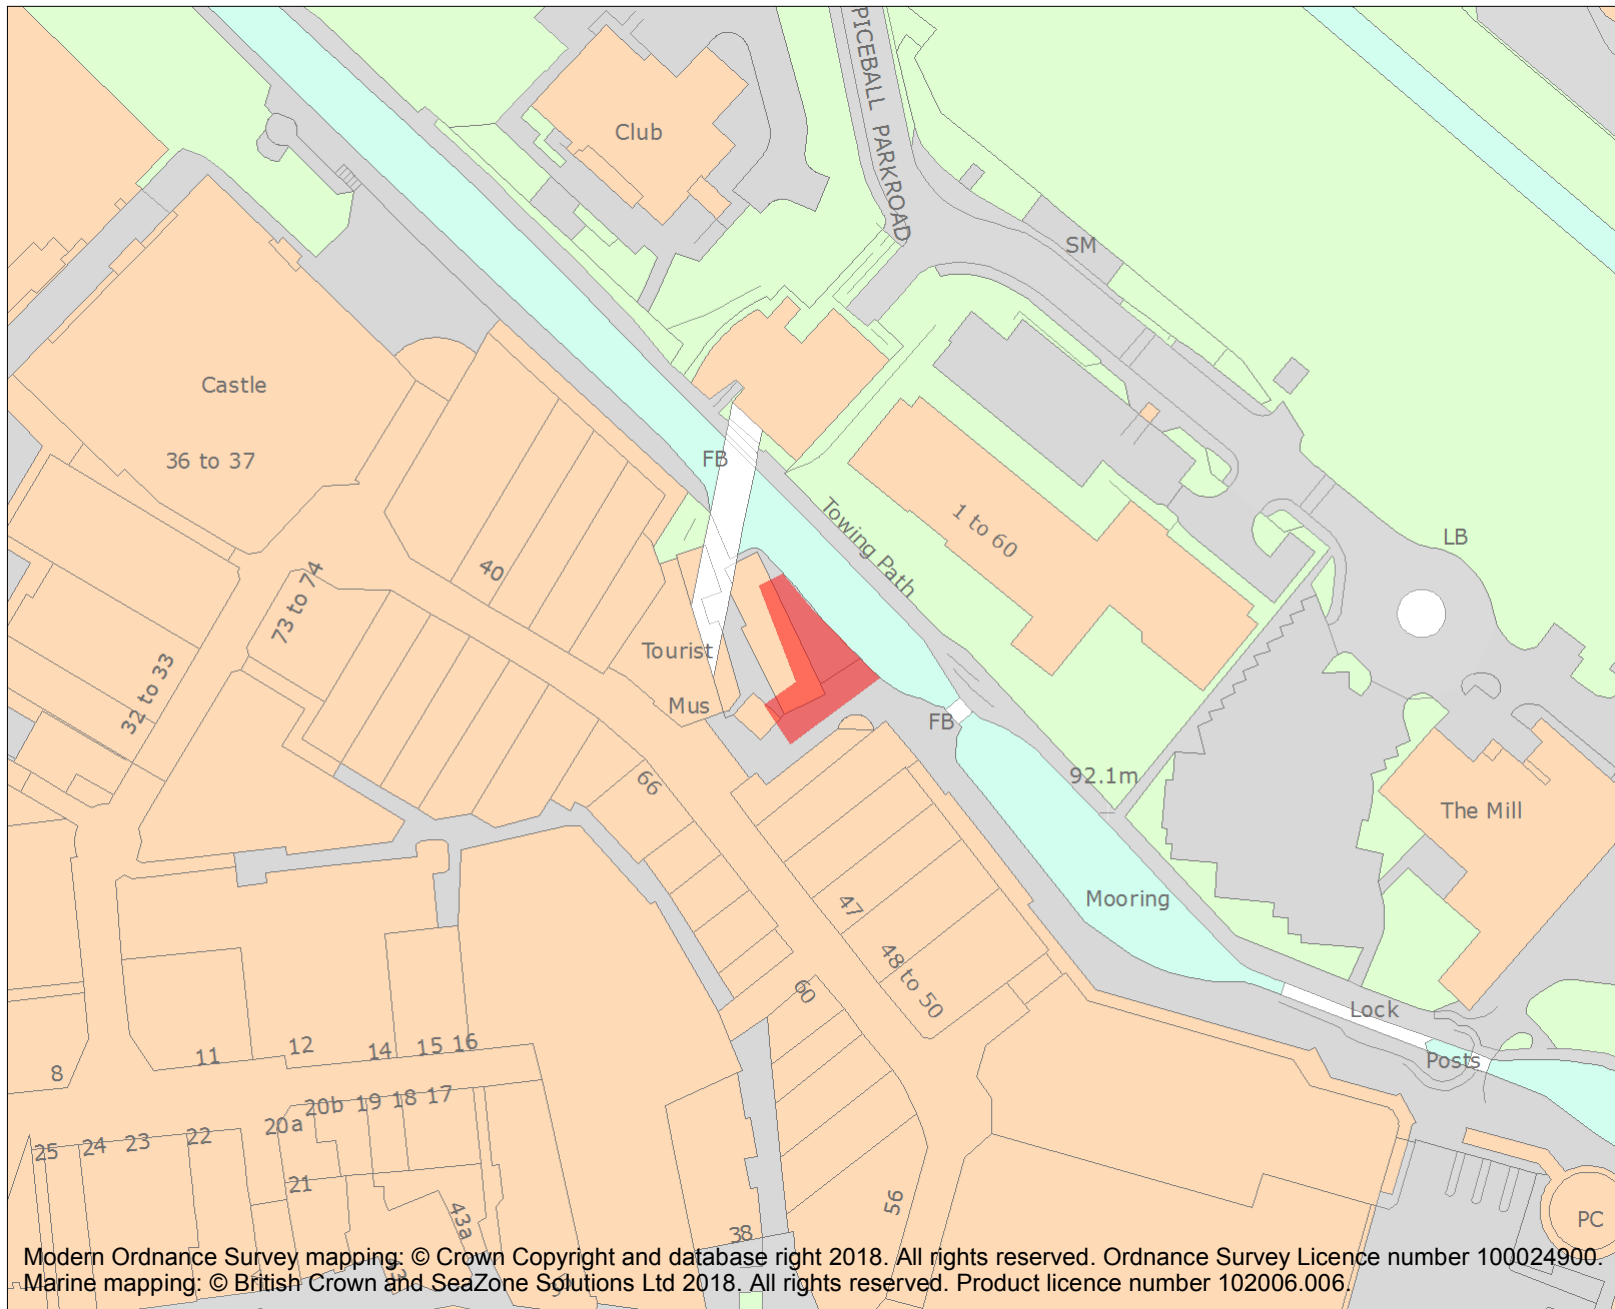 PICEBALL PARKROAD
Club
SM
Castle
36 to 37
FB
Towing Path
1 to 60
LB
40
73 to 74
Tourist
32 to 33
Mus
FB
66
92.1m
The Mill
47
Mooring
48 to 50
60
Lock
Posts
8
11
12
14
15
16
20b
19
18
17
20a
25
24
23
22
21
43a
56
38
PC
Modern Ordnance Survey mapping: © Crown Copyright and database right 2018. All rights reserved. Ordnance Survey Licence number 100024900.
Marine mapping: © British Crown and SeaZone Solutions Ltd 2018. All rights reserved. Product licence number 102006.006.